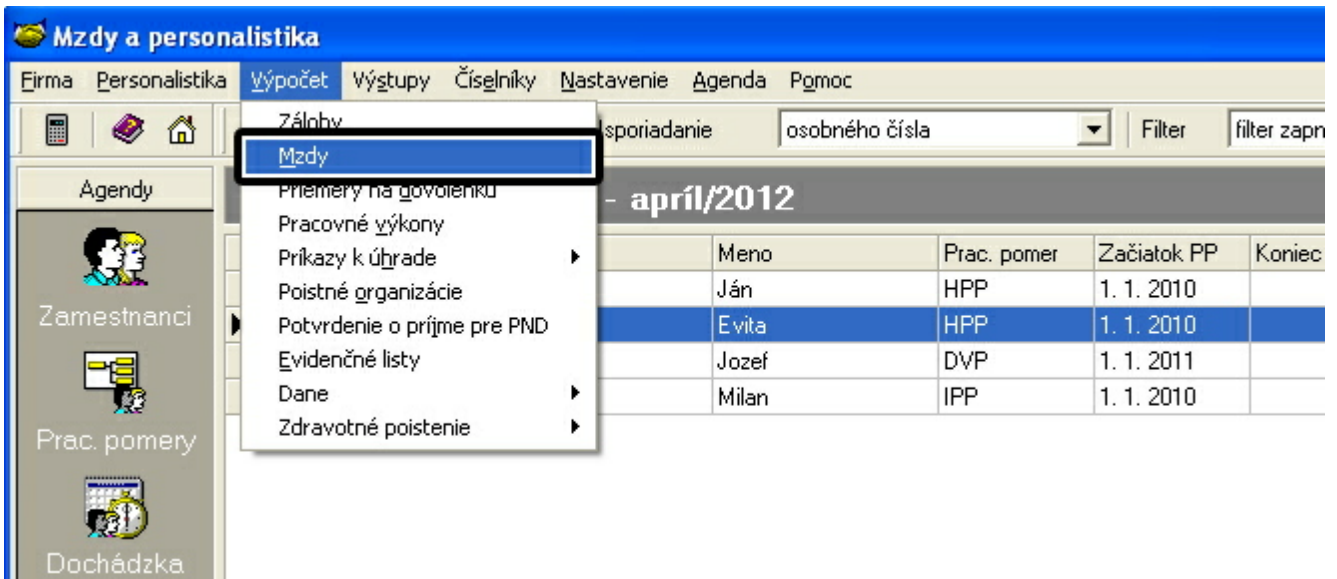 Mzdy a personalistika
Firma Personalistika Výpočet Výstupy Číselníky Nastavenie Agenda Pomoc
Zálohy
Mzdy
Priemery na dovolenku
Pracovné výkony
Príkazy k úhrade
Poistné organizácie
Potvrdenie o príjme pre PND
Evidenčné listy
Dane
Zdravotné poistenie
sporiadanie osobného čísla Filter filter zapn
Agendy
Zamestnanci
Prac. pomery
Dochádzka
- apríl/2012
Meno Prac. pomer Začiatok PP Koniec
Ján HPP 1. 1. 2010
Evita HPP 1. 1. 2010
Jozef DVP 1. 1. 2011
Milan IPP 1. 1. 2010